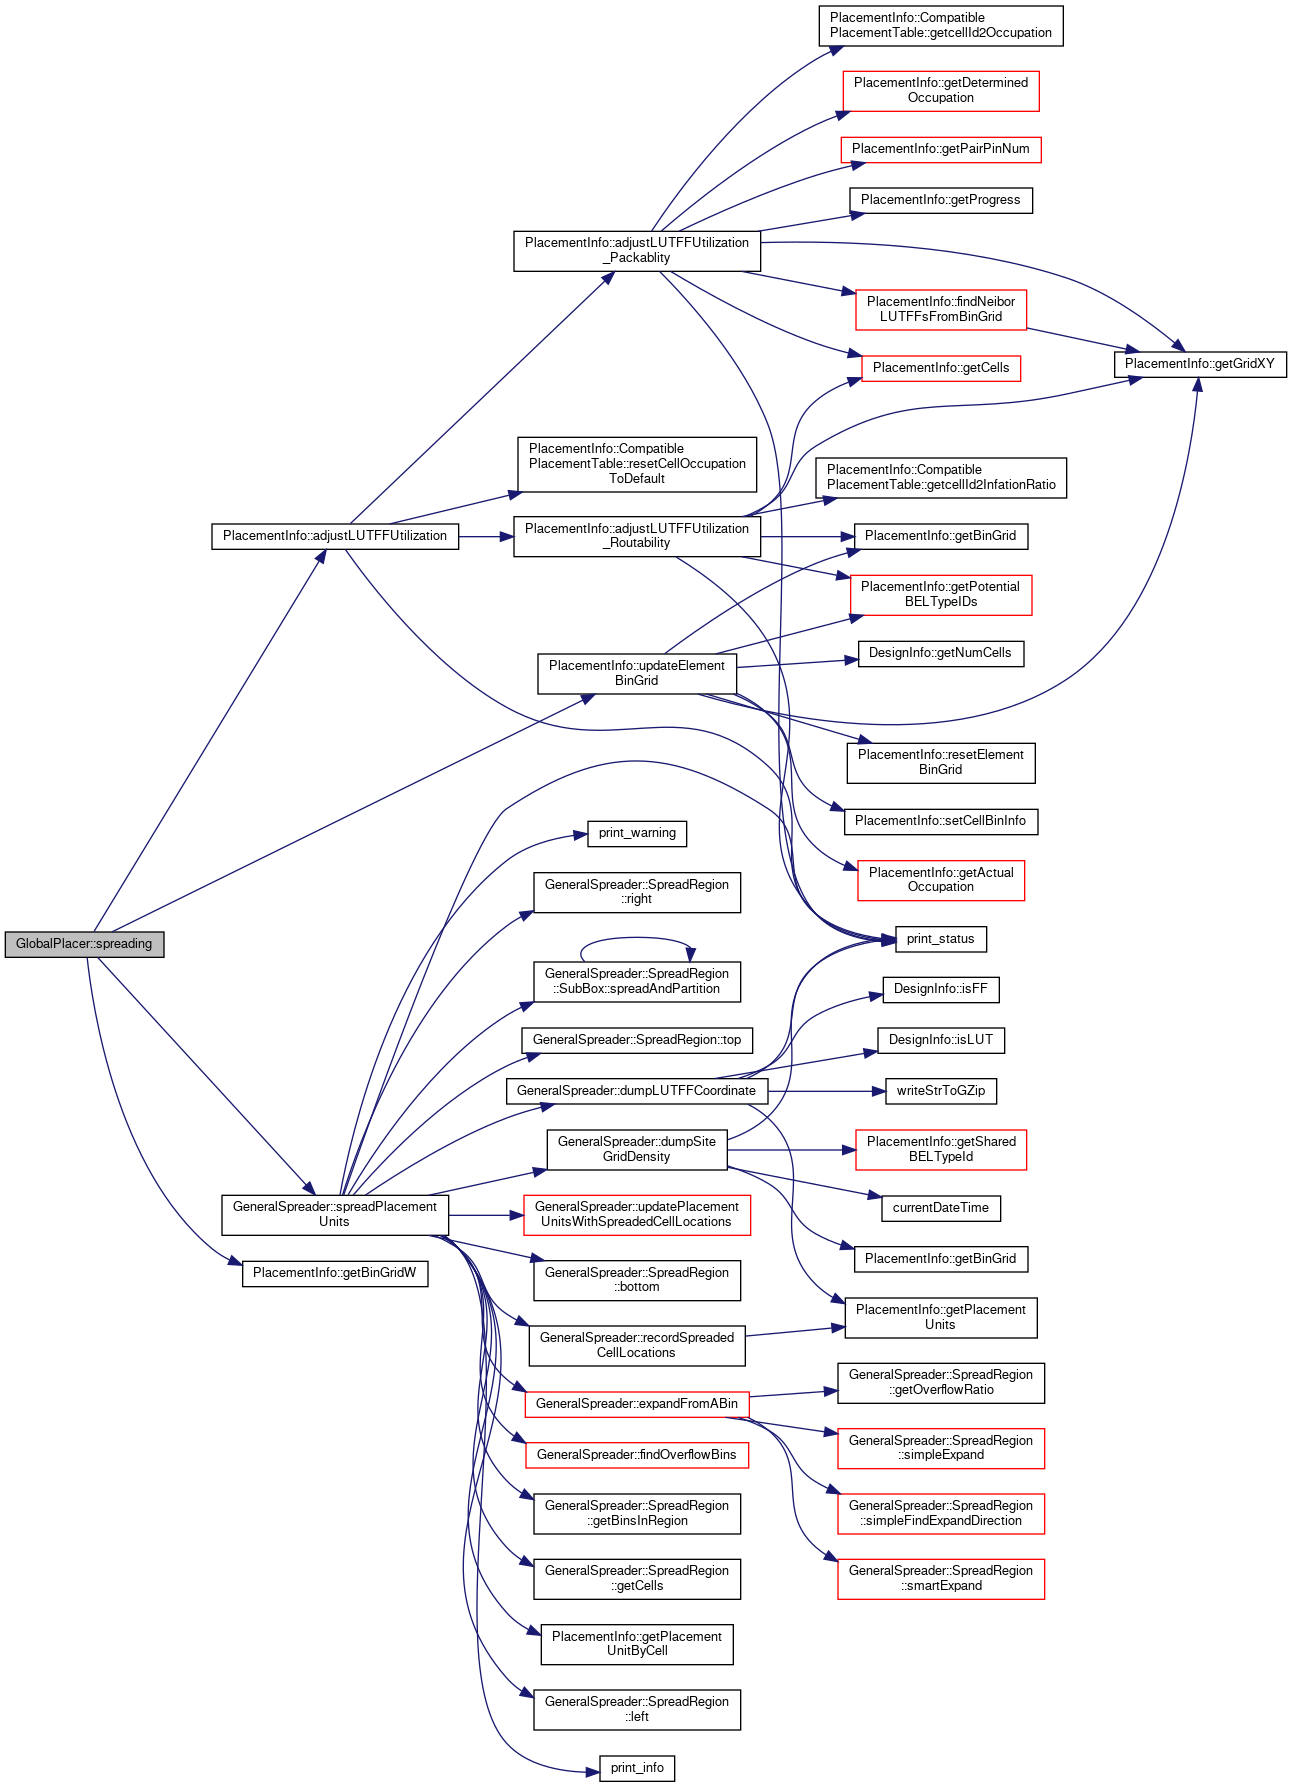 PlacementInfo::Compatible
PlacementTable::getcellId2Occupation
PlacementInfo::getDetermined
Occupation
PlacementInfo::getPairPinNum
PlacementInfo::getProgress
PlacementInfo::adjustLUTFFUtilization
_Packablity
PlacementInfo::findNeibor
LUTFFsFromBinGrid
PlacementInfo::getGridXY
PlacementInfo::getCells
PlacementInfo::Compatible
PlacementTable::resetCellOccupation
ToDefault
PlacementInfo::Compatible
PlacementTable::getcellId2InfationRatio
PlacementInfo::adjustLUTFFUtilization
PlacementInfo::adjustLUTFFUtilization
_Routability
PlacementInfo::getBinGrid
PlacementInfo::getPotential
BELTypeIDs
DesignInfo::getNumCells
PlacementInfo::updateElement
BinGrid
PlacementInfo::resetElement
BinGrid
PlacementInfo::setCellBinInfo
print_warning
PlacementInfo::getActual
Occupation
GeneralSpreader::SpreadRegion
::right
GlobalPlacer::spreading
print_status
GeneralSpreader::SpreadRegion
::SubBox::spreadAndPartition
DesignInfo::isFF
GeneralSpreader::SpreadRegion::top
DesignInfo::isLUT
GeneralSpreader::dumpLUTFFCoordinate
writeStrToGZip
GeneralSpreader::dumpSite
GridDensity
PlacementInfo::getShared
BELTypeId
currentDateTime
GeneralSpreader::spreadPlacement
Units
GeneralSpreader::updatePlacement
UnitsWithSpreadedCellLocations
PlacementInfo::getBinGrid
PlacementInfo::getBinGridW
GeneralSpreader::SpreadRegion
::bottom
PlacementInfo::getPlacement
Units
GeneralSpreader::recordSpreaded
CellLocations
GeneralSpreader::SpreadRegion
::getOverflowRatio
GeneralSpreader::expandFromABin
GeneralSpreader::SpreadRegion
::simpleExpand
GeneralSpreader::findOverflowBins
GeneralSpreader::SpreadRegion
::getBinsInRegion
GeneralSpreader::SpreadRegion
::simpleFindExpandDirection
GeneralSpreader::SpreadRegion
::getCells
GeneralSpreader::SpreadRegion
::smartExpand
PlacementInfo::getPlacement
UnitByCell
GeneralSpreader::SpreadRegion
::left
print_info